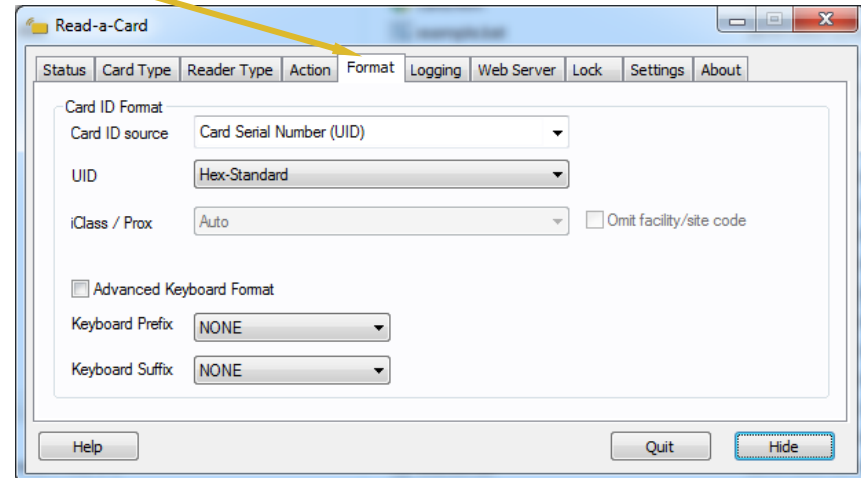 Read-a-Card
Status Card Type Reader Type Action Format Logging Web Server Lock Settings About
Card ID Format
Card ID source Card Serial Number (UID)
UID Hex-Standard
iClass / Prox Auto Omit facility/site code
Advanced Keyboard Format
Keyboard Prefix NONE
Keyboard Suffix NONE
Help Quit Hide